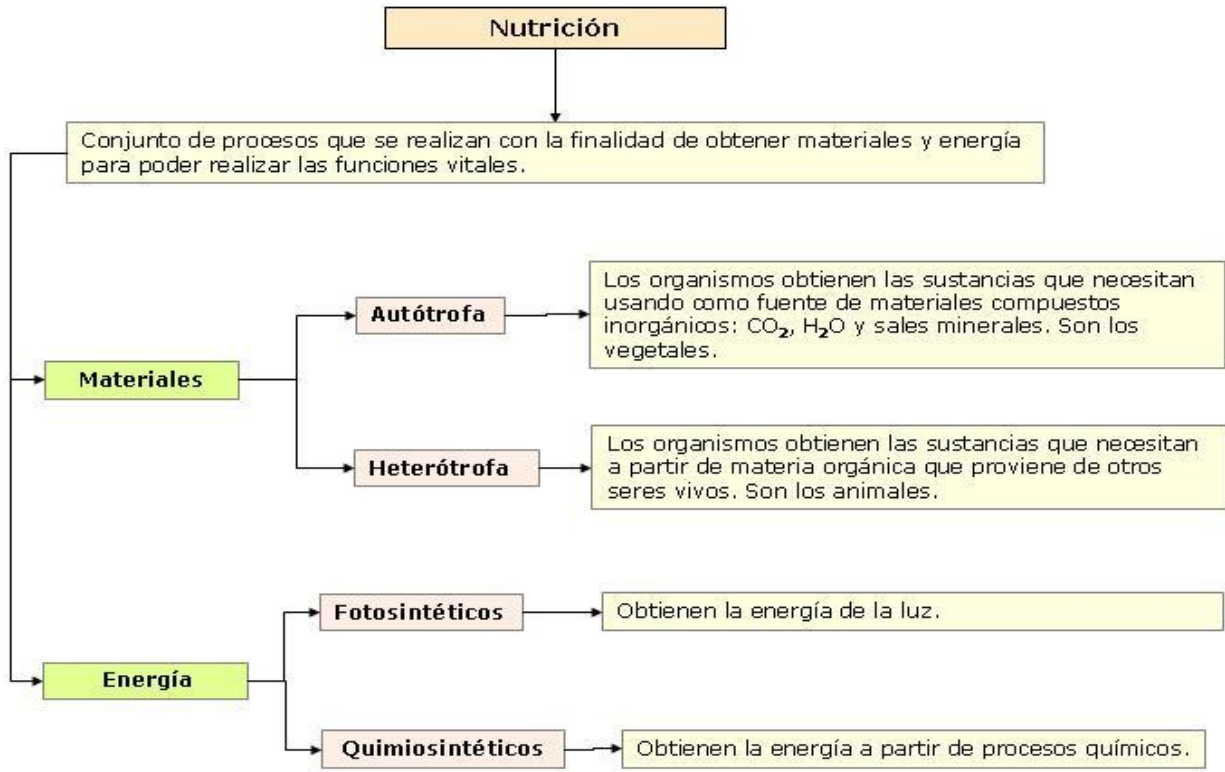 Nutrición
Conjunto de procesos que se realizan con la finalidad de obtener materiales y energía
para poder realizar las funciones vitales.
Materiales
Autótrofa
Los organismos obtienen las sustancias que necesitan
usando como fuente de materiales compuestos
inorgánicos: CO₂, H₂O y sales minerales. Son los
vegetales.
Heterótrofa
Los organismos obtienen las sustancias que necesitan
a partir de materia orgánica que proviene de otros
seres vivos. Son los animales.
Energía
Fotosintéticos
Obtienen la energía de la luz.
Quimiosintéticos
Obtienen la energía a partir de procesos químicos.